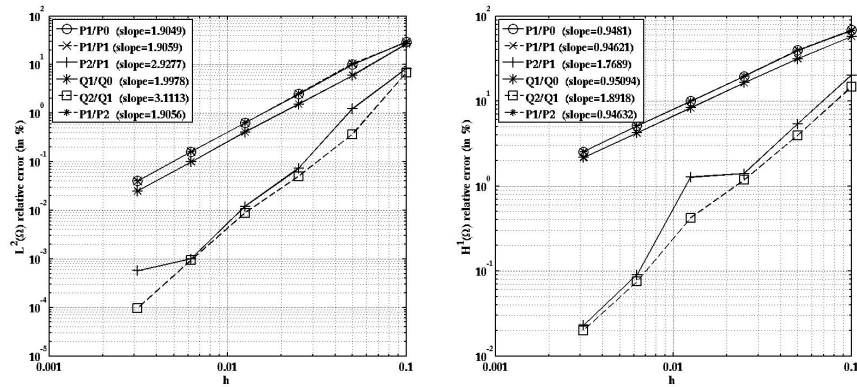 P1/P0 (slope=1.9049)
P1/P1 (slope=1.9059)
P2/P1 (slope=2.9277)
Q1/Q0 (slope=1.9978)
Q2/Q1 (slope=3.1113)
P1/P2 (slope=1.9056)
10^2
10^1
10^0
10^-1
10^-2
10^-3
10^-4
10^-5
L^2(Ω) relative error (in %)
0.001
0.01
0.1
h
P1/P0 (slope=0.9481)
P1/P1 (slope=0.94621)
P2/P1 (slope=1.7689)
Q1/Q0 (slope=0.95094)
Q2/Q1 (slope=1.8918)
P1/P2 (slope=0.94632)
10^2
10^1
10^0
10^-1
10^-2
H^1(Ω) relative error (in %)
0.001
0.01
0.1
h